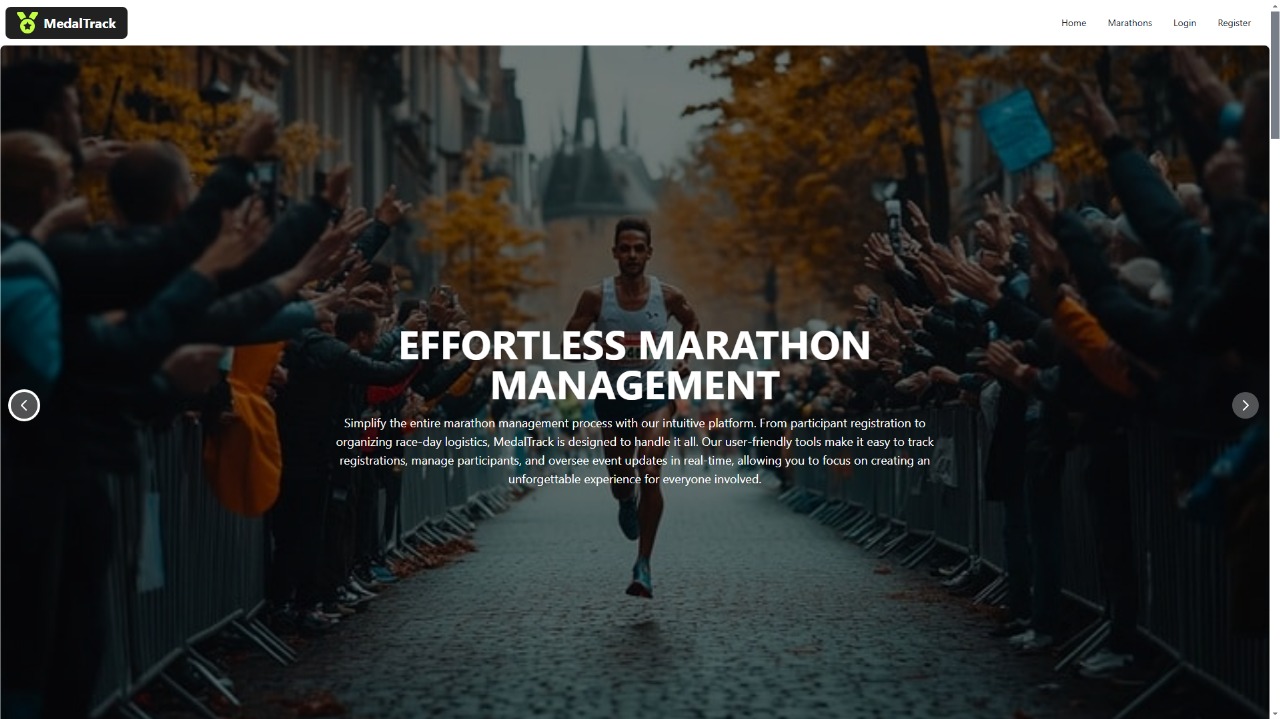 MedalTrack
Home Marathons Login Register
EFFORTLESS MARATHON
MANAGEMENT
Simplify the entire marathon management process with our intuitive platform. From participant registration to
organizing race-day logistics, MedalTrack is designed to handle it all. Our user-friendly tools make it easy to track
registrations, manage participants, and oversee event updates in real-time, allowing you to focus on creating an
unforgettable experience for everyone involved.